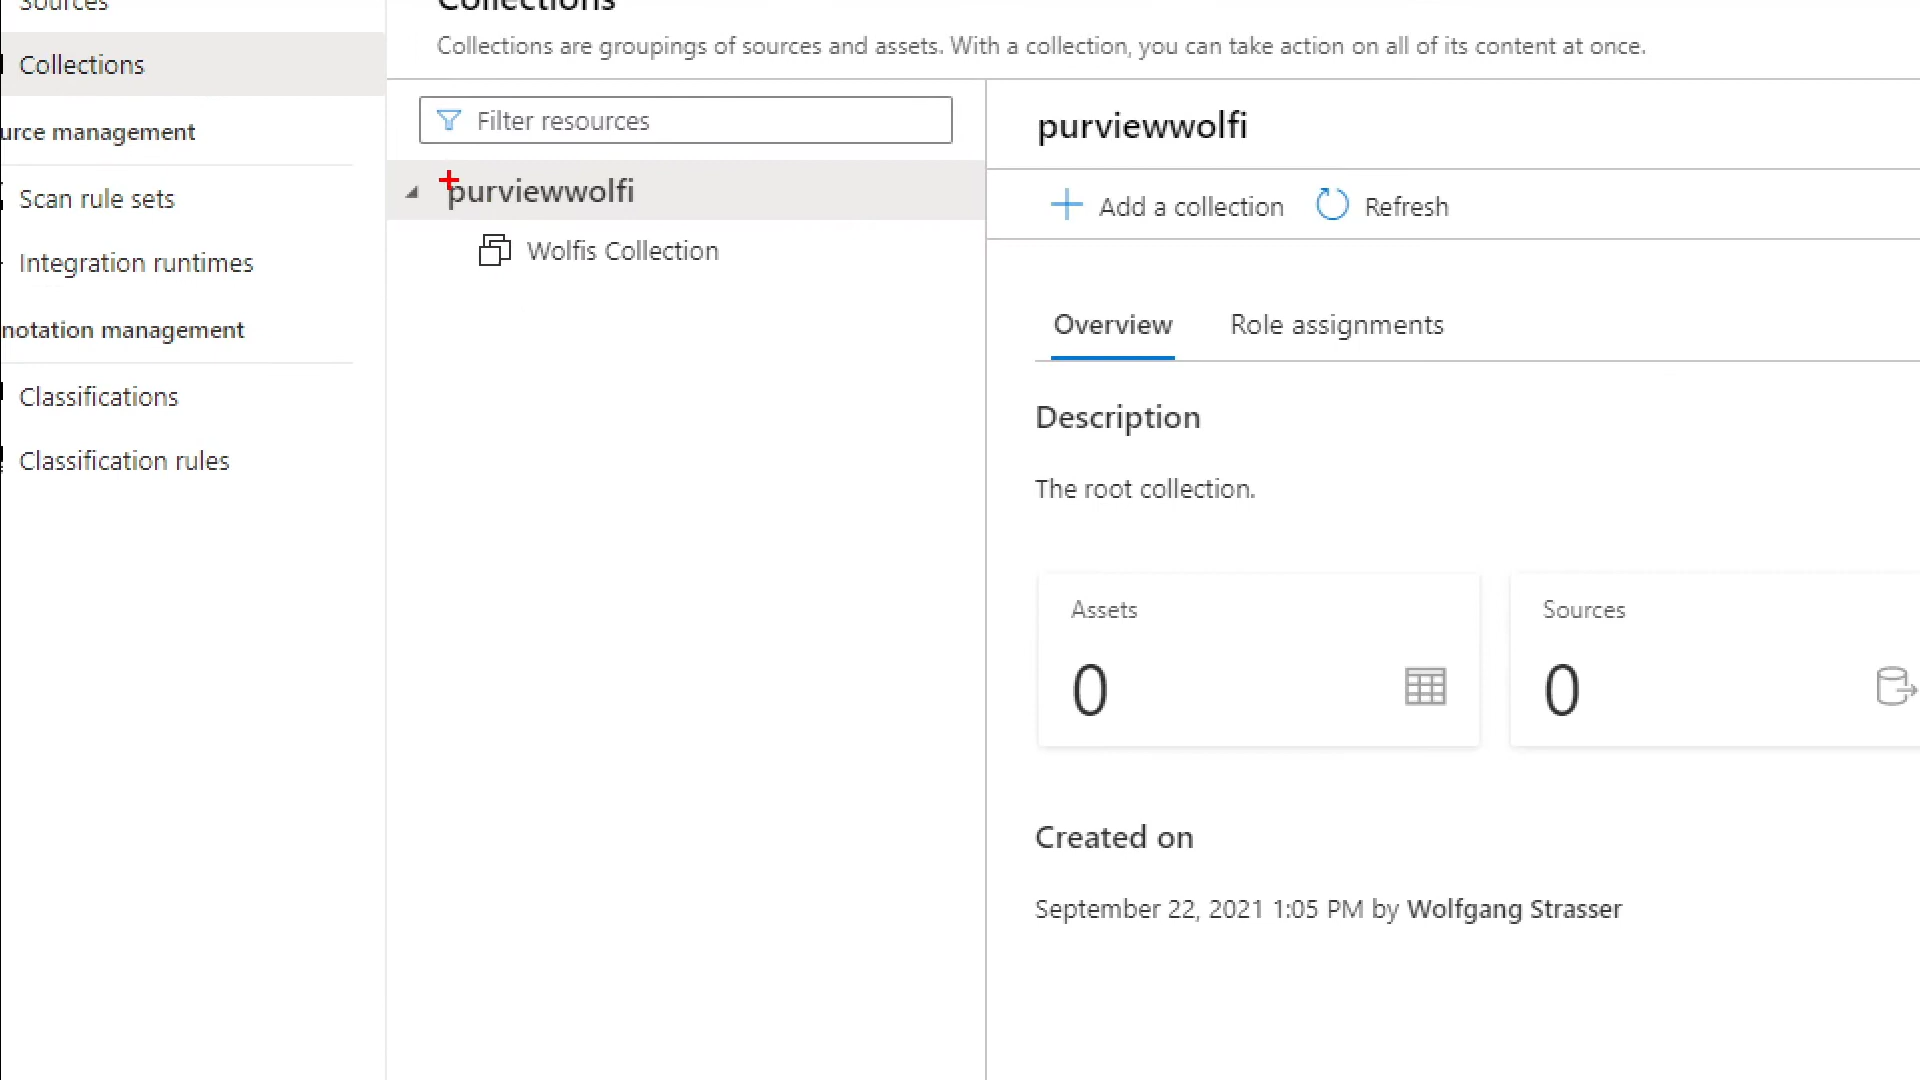 Sources
Collections
Collections
Collections are groupings of sources and assets. With a collection, you can take action on all of its content at once.
urce management
Scan rule sets
Integration runtimes
notation management
Classifications
Classification rules
Filter resources
purviewwolfi
Wolfis Collection
purviewwolfi
Add a collection
Refresh
Overview
Role assignments
Description
The root collection.
Assets
0
Sources
0
Created on
September 22, 2021 1:05 PM by Wolfgang Strasser